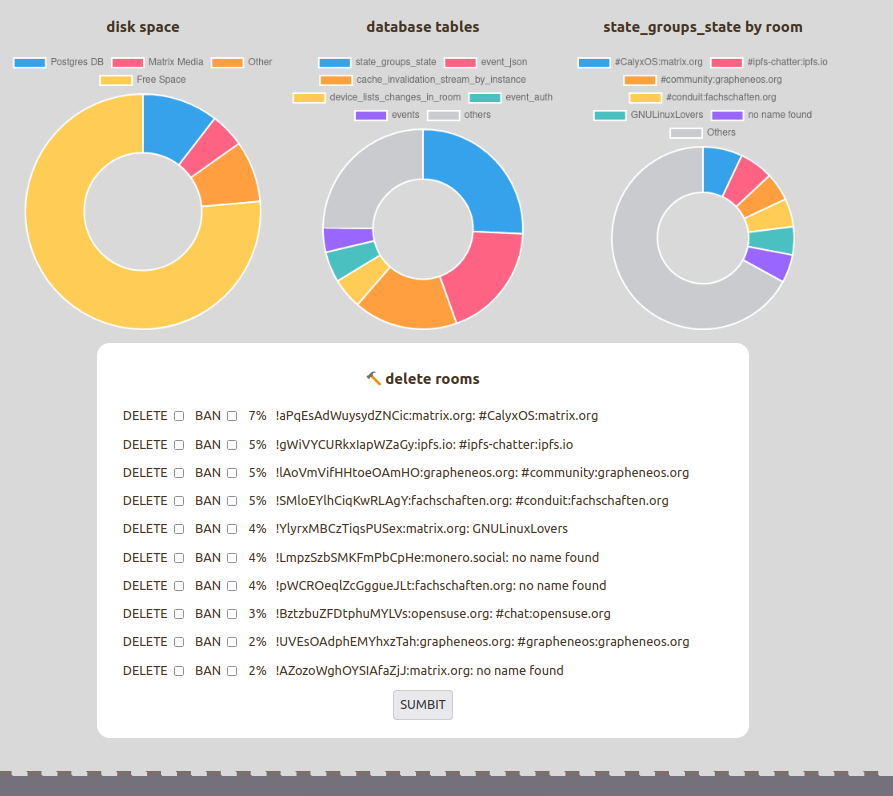 disk space
Postgres DB Matrix Media Other
Free Space
database tables
state_groups_state event_json
cache_invalidation_stream_by_instance
device_lists_changes_in_room event_auth
events others
state_groups_state by room
#CalyxOS:matrix.org #ipfs-chatter:ipfs.io
#community:grapheneos.org
#conduit:fachschaften.org
GNULinuxLovers no name found
Others
🔨 delete rooms
DELETE BAN 7% !aPqEsAdWuysydZNCic:matrix.org: #CalyxOS:matrix.org
DELETE BAN 5% !gWiVYCURkxIapWZaGy:ipfs.io: #ipfs-chatter:ipfs.io
DELETE BAN 5% !lAoVmVifHHtoeOAmHO:grapheneos.org: #community:grapheneos.org
DELETE BAN 5% !SMloEYlhCiqKwRLAgY:fachschaften.org: #conduit:fachschaften.org
DELETE BAN 4% !YlyrxMBCzTiqsPUSex:matrix.org: GNULinuxLovers
DELETE BAN 4% !LmpzSzbSMKFmPbCpHe:monero.social: no name found
DELETE BAN 4% !pWCROeqlZcGggueJLt:fachschaften.org: no name found
DELETE BAN 3% !BztzbuZFDtphuMYLVs:opensuse.org: #chat:opensuse.org
DELETE BAN 2% !UVEsOAdphEMYhxzTah:grapheneos.org: #grapheneos:grapheneos.org
DELETE BAN 2% !AZozoWghOYSIAfaZjJ:matrix.org: no name found
SUMBIT